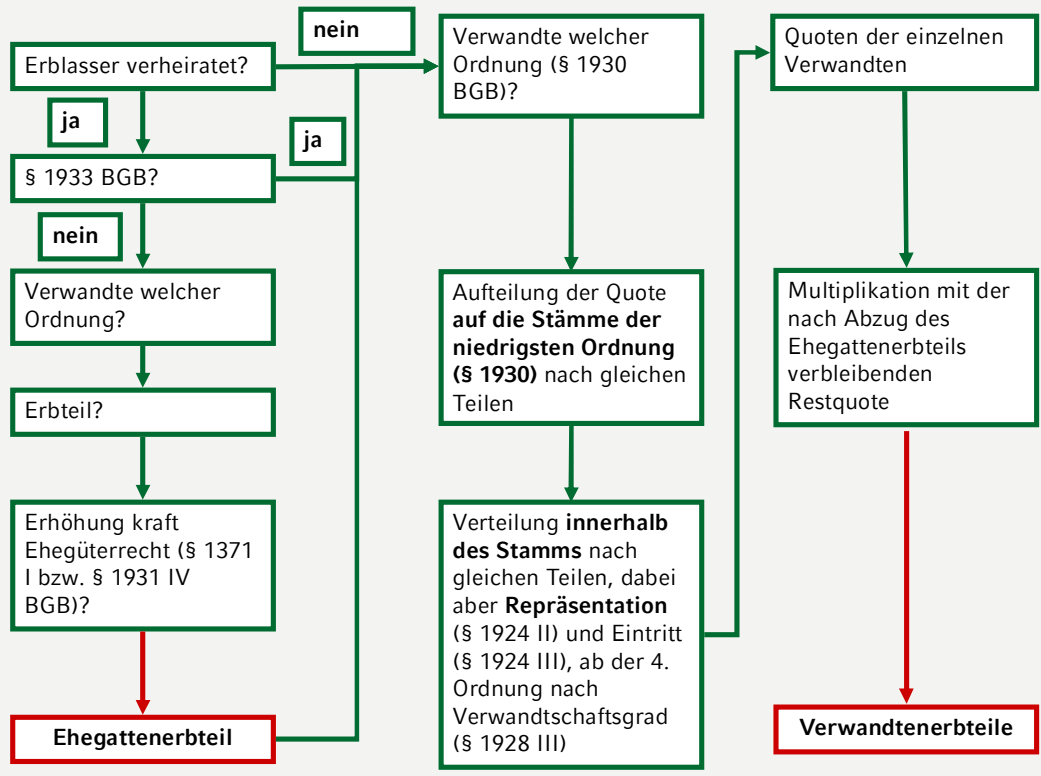 Erblasser verheiratet?
nein
ja
§ 1933 BGB?
ja
nein
Verwandte welcher
Ordnung?
Erbteil?
Erhöhung kraft
Ehegüterrecht (§ 1371
I bzw. § 1931 IV
BGB)?
Ehegattenerbteil
Verwandte welcher
Ordnung (§ 1930
BGB)?
Aufteilung der Quote
auf die Stämme der
niedrigsten Ordnung
(§ 1930) nach gleichen
Teilen
Verteilung innerhalb
des Stamms nach
gleichen Teilen, dabei
aber Repräsentation
(§ 1924 II) und Eintritt
(§ 1924 III), ab der 4.
Ordnung nach
Verwandtschaftsgrad
(§ 1928 III)
Quoten der einzelnen
Verwandten
Multiplikation mit der
nach Abzug des
Ehegattenerbteils
verbleibenden
Restquote
Verwandtenerbteile